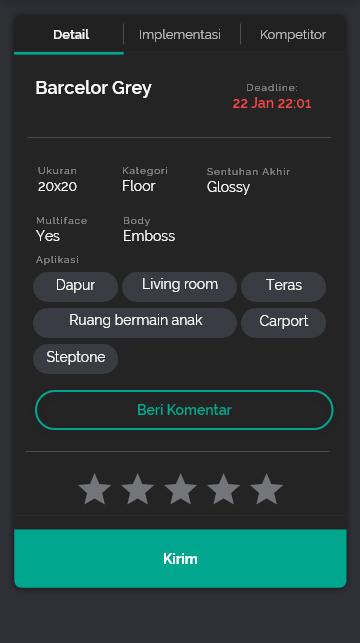 Detail Implementasi Kompetitor
Barcelor Grey
Deadline:
22 Jan 22:01
Ukuran Kategori Sentuhan Akhir
20x20 Floor Glossy
Multiface Body
Yes Emboss
Aplikasi
Dapur Living room Teras
Ruang bermain anak Carport
Steptone
Beri Komentar
Kirim